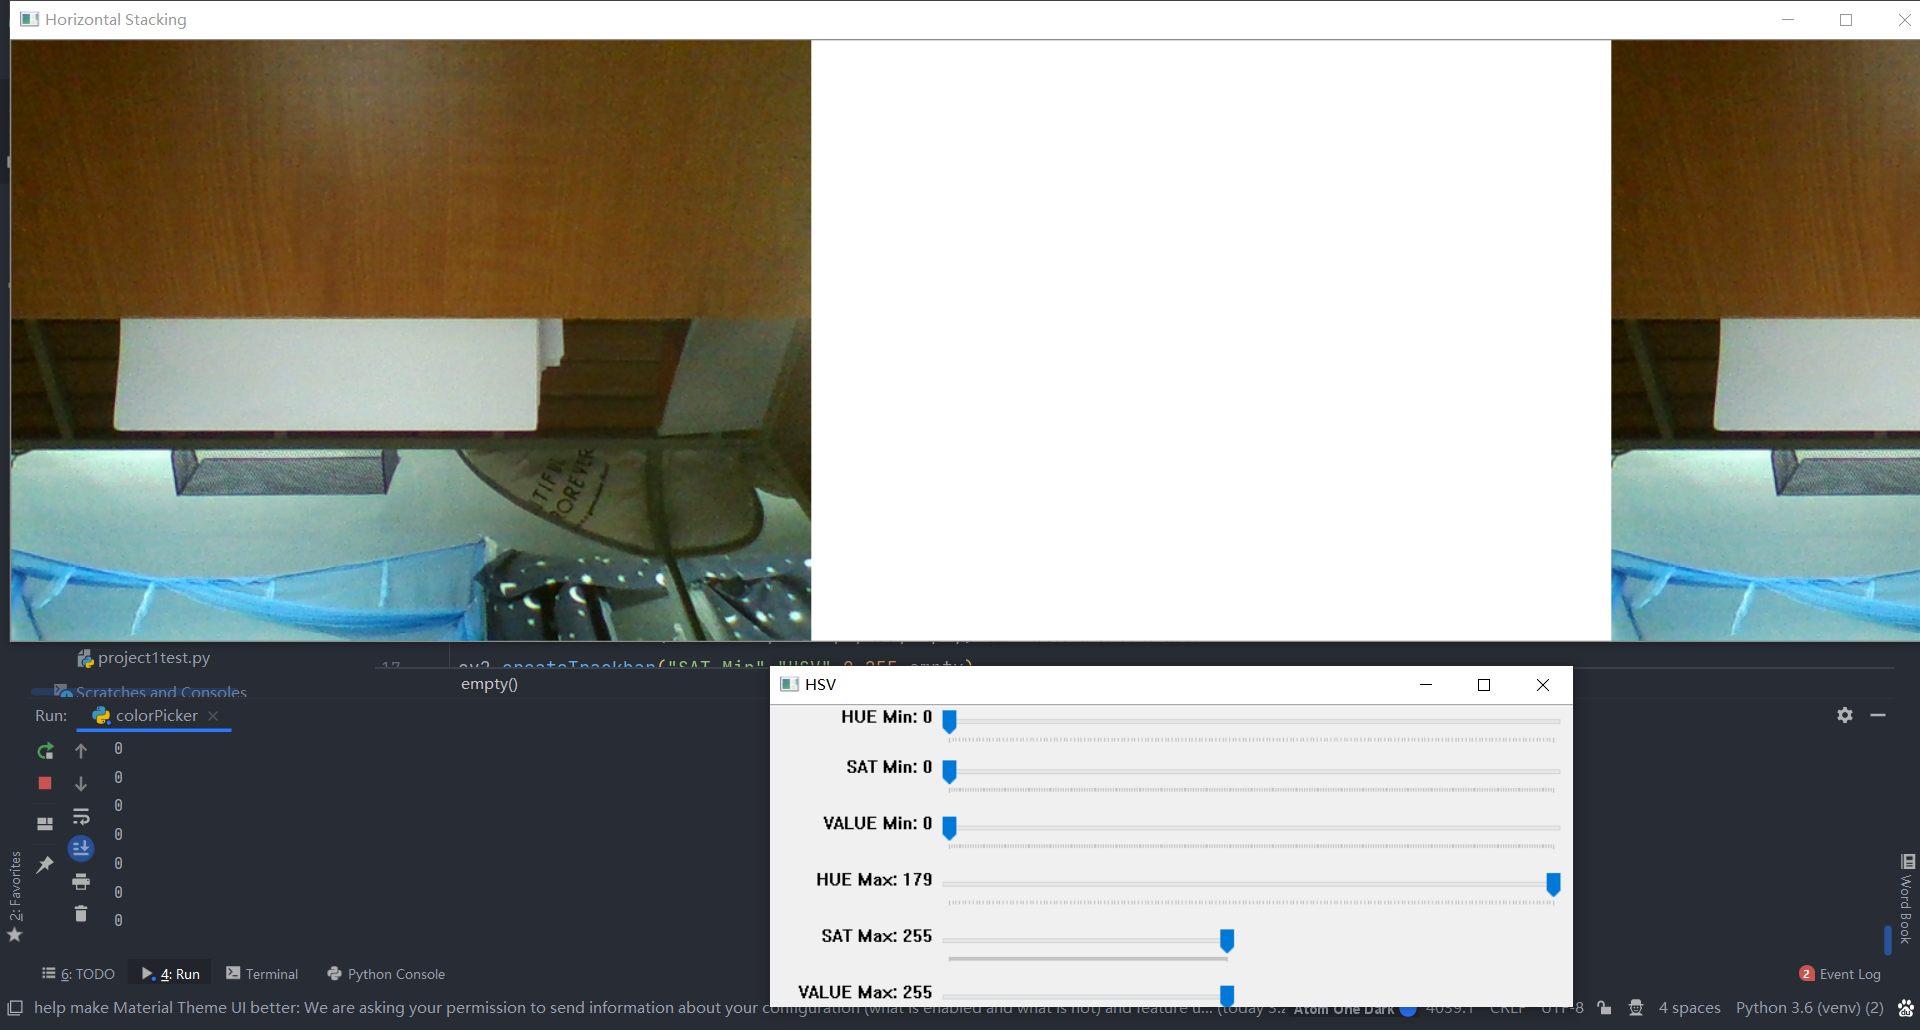 Horizontal Stacking
TIFI
FOREVER
project1test.py
17
cv2.createTrackbar("SAT Min","HSV",0,255,empty)
Scratches and Consoles
empty()
HSV
HUE Min: 0
SAT Min: 0
VALUE Min: 0
HUE Max: 179
SAT Max: 255
VALUE Max: 255
Run:
colorPicker
0
0
0
0
0
0
0
2: Favorites
Word Book
6: TODO
4: Run
Terminal
Python Console
2 Event Log
help make Material Theme UI better: We are asking your permission to send information about your configuration (what is enabled and what is not) and feature u... (today 3:2
Atom One Dark
4039:1
CRLF
UTF-8
4 spaces
Python 3.6 (venv) (2)